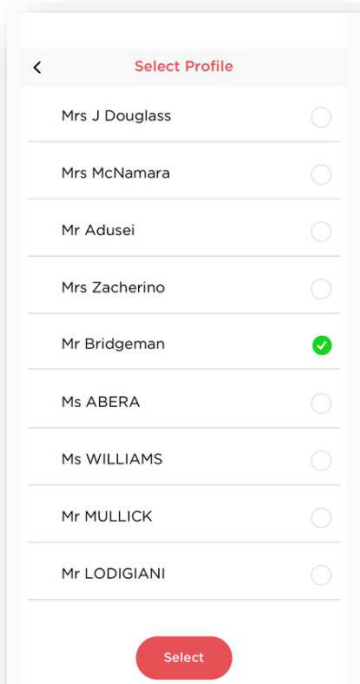 Select Profile
Mrs J Douglass
Mrs McNamara
Mr Adusei
Mrs Zacherino
Mr Bridgeman
Ms ABERA
Ms WILLIAMS
Mr MULLICK
Mr LODIGIANI
Select